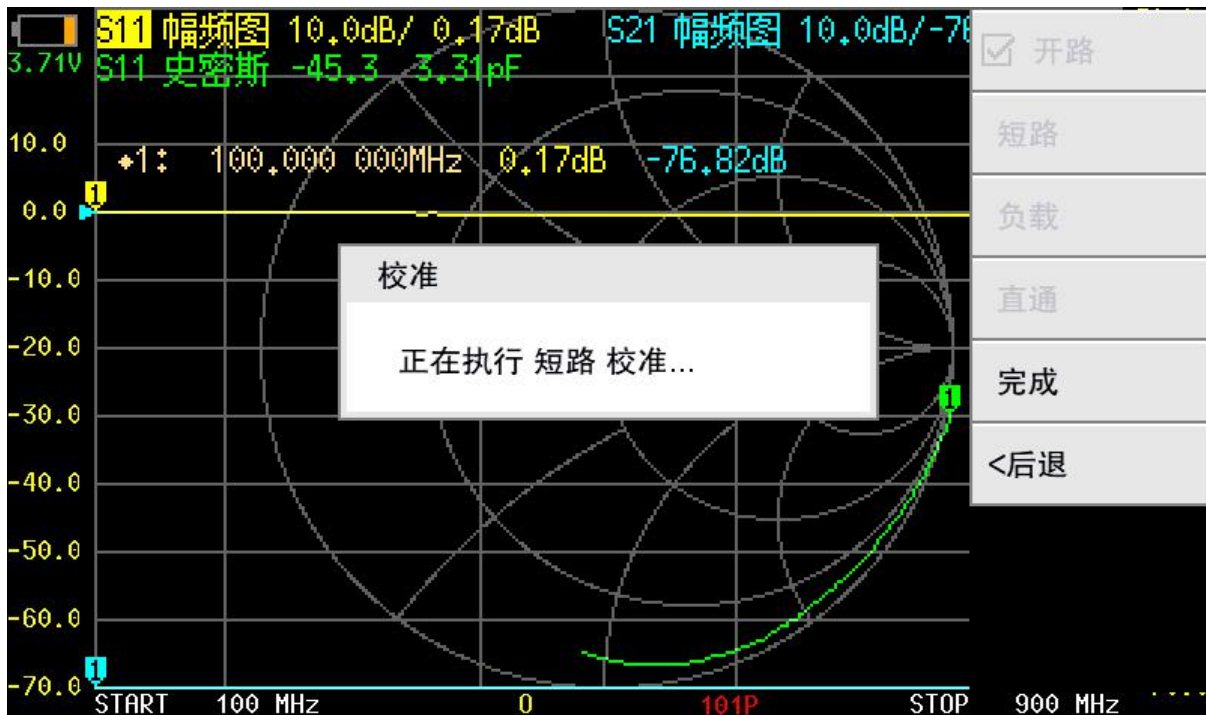 S11 幅频图 10.0dB/ 0.17dB S21 幅频图 10.0dB/-76
3.71V S11 史密斯 -45.3 3.31pF
1: 100.000 000MHz 0.17dB -76.82dB
10.0
0.0
-10.0
-20.0
-30.0
-40.0
-50.0
-60.0
-70.0
1
1
1
校准
正在执行 短路 校准...
开路
短路
负载
直通
完成
<后退
START 100 MHz 0 101P STOP 900 MHz